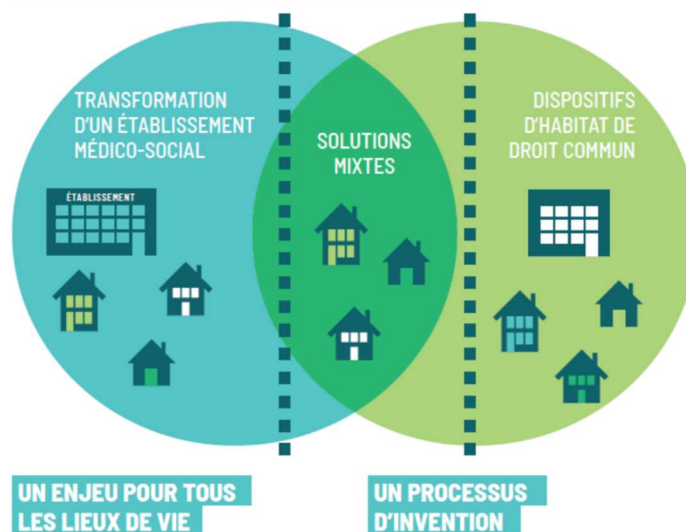 TRANSFORMATION
D'UN ÉTABLISSEMENT
MÉDICO-SOCIAL
ÉTABLISSEMENT
SOLUTIONS
MIXTES
DISPOSITIFS
D'HABITAT DE
DROIT COMMUN
UN ENJEU POUR TOUS
LES LIEUX DE VIE
UN PROCESSUS
D'INVENTION